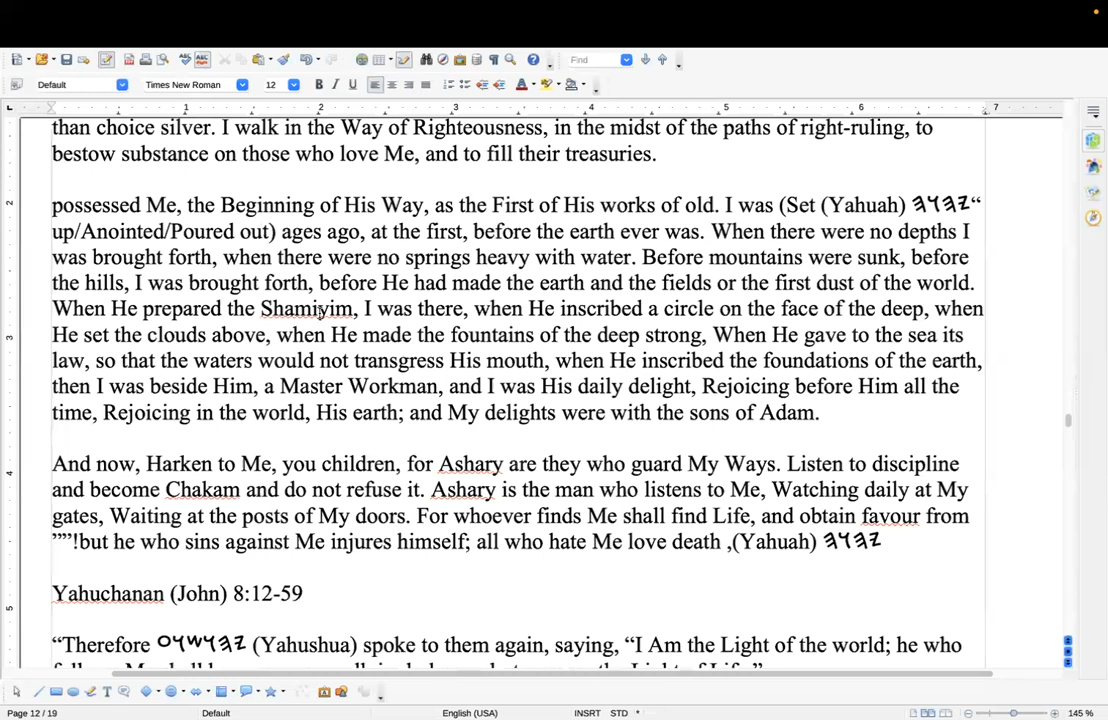 Find
Default
Times New Roman
12
1 2 3 4 5 6 7
than choice silver. I walk in the Way of Righteousness, in the midst of the paths of right-ruling, to
bestow substance on those who love Me, and to fill their treasuries.
possessed Me, the Beginning of His Way, as the First of His works of old. I was (Set (Yahuah) 𐤄𐤅𐤄𐤉“
up/Anointed/Poured out) ages ago, at the first, before the earth ever was. When there were no depths I
was brought forth, when there were no springs heavy with water. Before mountains were sunk, before
the hills, I was brought forth, before He had made the earth and the fields or the first dust of the world.
When He prepared the Shamiyim, I was there, when He inscribed a circle on the face of the deep, when
He set the clouds above, when He made the fountains of the deep strong, When He gave to the sea its
law, so that the waters would not transgress His mouth, when He inscribed the foundations of the earth,
then I was beside Him, a Master Workman, and I was His daily delight, Rejoicing before Him all the
time, Rejoicing in the world, His earth; and My delights were with the sons of Adam.
And now, Harken to Me, you children, for Ashary are they who guard My Ways. Listen to discipline
and become Chakam and do not refuse it. Ashary is the man who listens to Me, Watching daily at My
gates, Waiting at the posts of My doors. For whoever finds Me shall find Life, and obtain favour from
””!but he who sins against Me injures himself; all who hate Me love death ,(Yahuah) 𐤄𐤅𐤄𐤉
Yahuchanan (John) 8:12-59
“Therefore 𐤏𐤅𐤔𐤅𐤄𐤉 (Yahushua) spoke to them again, saying, “I Am the Light of the world; he who
Page 12 / 19
Default
English (USA)
INSRT STD *
145 %